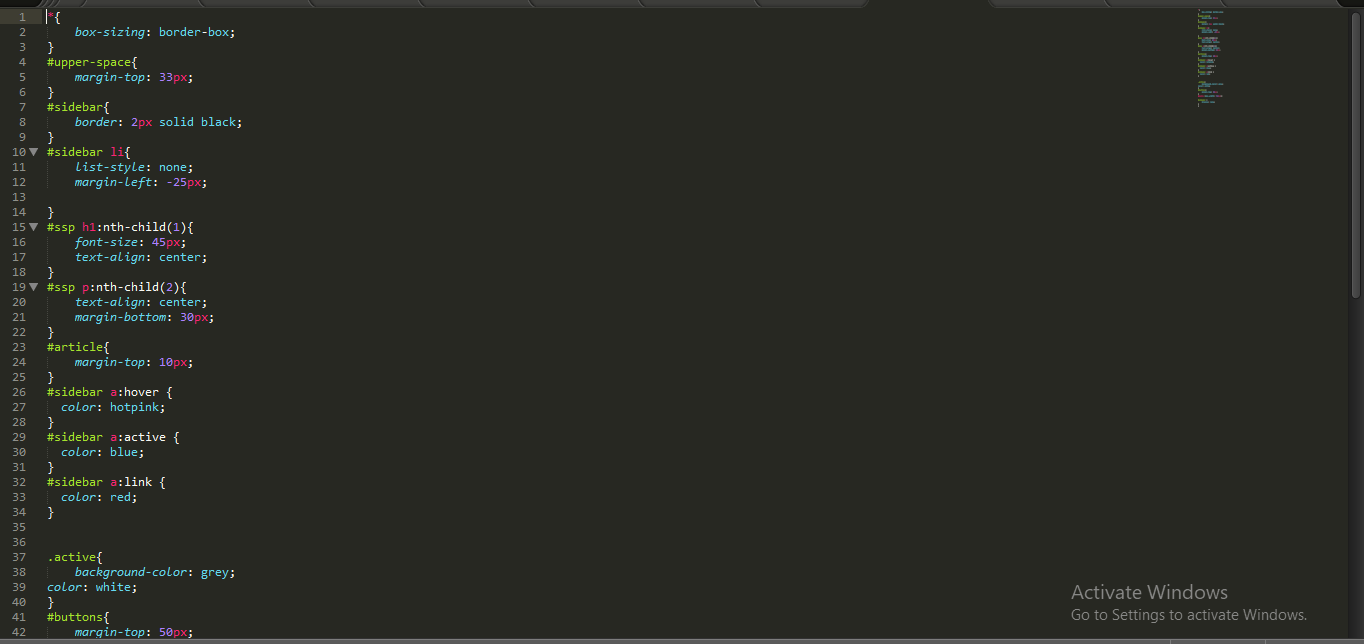 1 *{
2     box-sizing: border-box;
3 }
4 #upper-space{
5     margin-top: 33px;
6 }
7 #sidebar{
8     border: 2px solid black;
9 }
10 #sidebar li{
11     list-style: none;
12     margin-left: -25px;
13
14 }
15 #ssp h1:nth-child(1){
16     font-size: 45px;
17     text-align: center;
18 }
19 #ssp p:nth-child(2){
20     text-align: center;
21     margin-bottom: 30px;
22 }
23 #article{
24     margin-top: 10px;
25 }
26 #sidebar a:hover {
27   color: hotpink;
28 }
29 #sidebar a:active {
30   color: blue;
31 }
32 #sidebar a:link {
33   color: red;
34 }
35
36
37 .active{
38     background-color: grey;
39 color: white;
40 }
41 #buttons{
42     margin-top: 50px;
Activate Windows
Go to Settings to activate Windows.